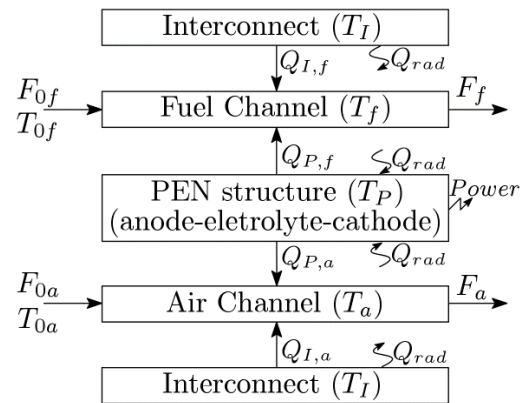 Interconnect (T_I)
Q_{I,f}
Q_{rad}
F_{0f}
T_{0f}
Fuel Channel (T_f)
F_f
Q_{P,f}
Q_{rad}
PEN structure (T_P)
(anode-eletrolyte-cathode)
Power
Q_{P,a}
Q_{rad}
F_{0a}
T_{0a}
Air Channel (T_a)
F_a
Q_{I,a}
Q_{rad}
Interconnect (T_I)